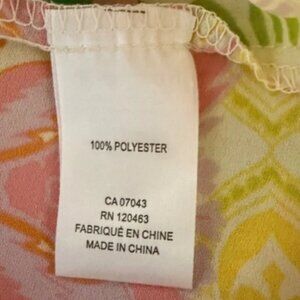 100% POLYESTER
CA 07043
RN 120463
FABRIQUÉ EN CHINE
MADE IN CHINA